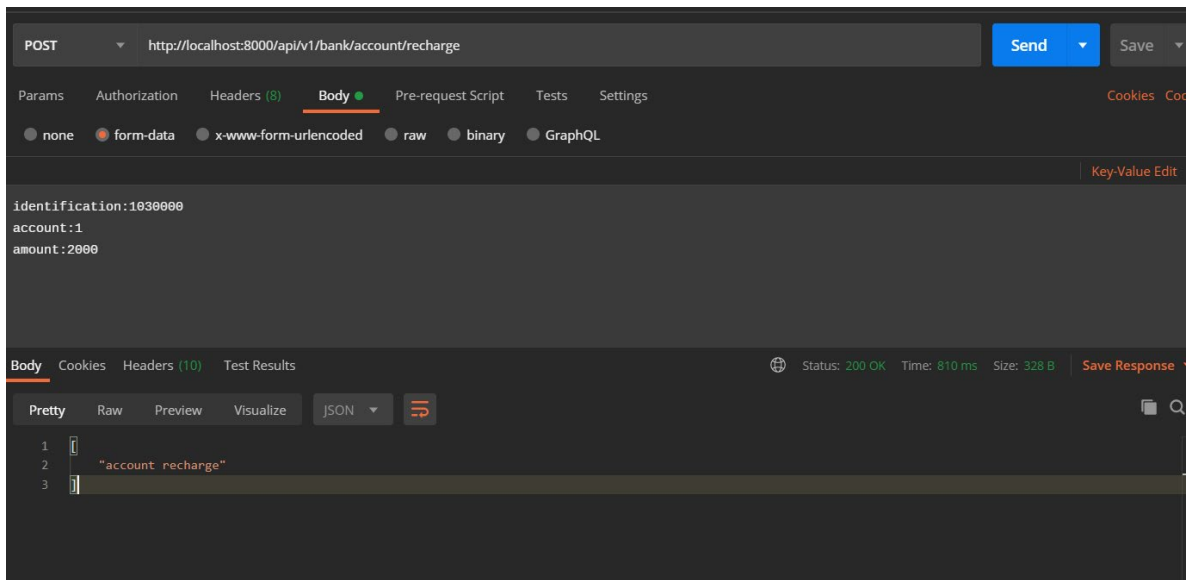 POST http://localhost:8000/api/v1/bank/account/recharge Send Save
Params Authorization Headers (8) Body Pre-request Script Tests Settings Cookies
none form-data x-www-form-urlencoded raw binary GraphQL
Key-Value Edit
identification:1030000
account:1
amount:2000
Body Cookies Headers (10) Test Results Status: 200 OK Time: 810 ms Size: 328 B Save Response
Pretty Raw Preview Visualize JSON
1 [
2 "account recharge"
3 ]